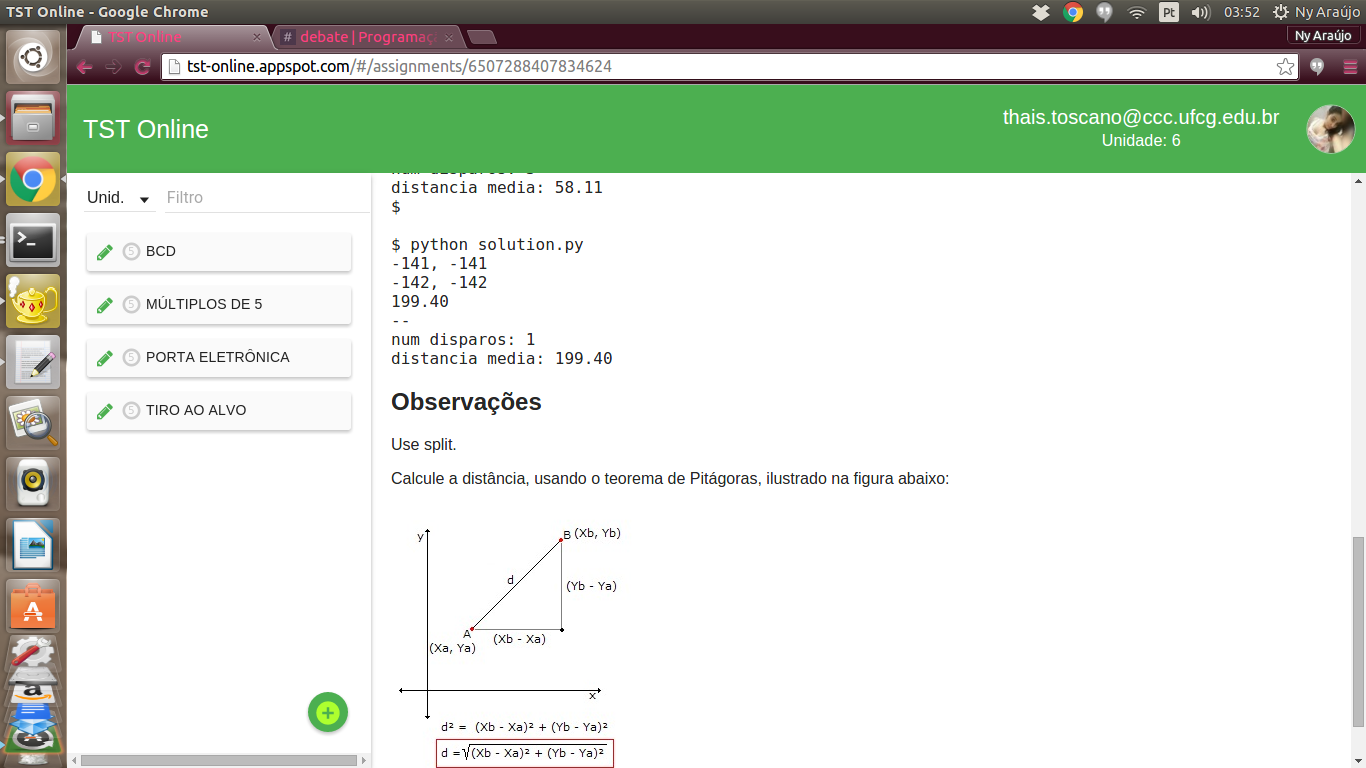 TST Online - Google Chrome
Pt
03:52
Ny Araújo
TST Online
# debate | Programaç
Ny Araújo
tst-online.appspot.com/#/assignments/6507288407834624
TST Online
thais.toscano@ccc.ufcg.edu.br
Unidade: 6
Unid.
Filtro
5 BCD
5 MÚLTIPLOS DE 5
5 PORTA ELETRÔNICA
5 TIRO AO ALVO
distancia media: 58.11
$
$ python solution.py
-141, -141
-142, -142
199.40
--
num disparos: 1
distancia media: 199.40
Observações
Use split.
Calcule a distância, usando o teorema de Pitágoras, ilustrado na figura abaixo:
y
B (Xb, Yb)
d
(Yb - Ya)
A
(Xb - Xa)
(Xa, Ya)
x
d² = (Xb - Xa)² + (Yb - Ya)²
d =√(Xb - Xa)² + (Yb - Ya)²